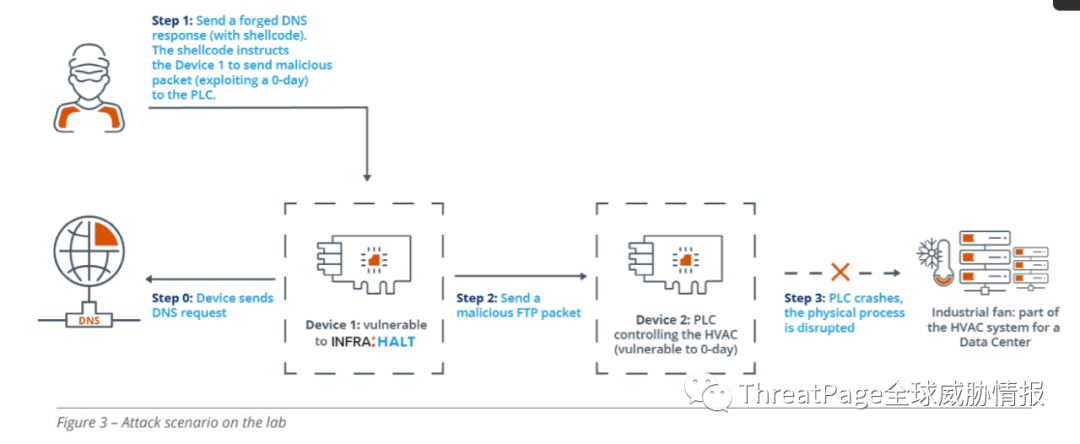 Step 1: Send a forged DNS
response (with shellcode).
The shellcode instructs
the Device 1 to send malicious
packet (exploiting a 0-day)
to the PLC.
DNS
Step 0: Device sends
DNS request
Device 1: vulnerable
to INFRA:HALT
Step 2: Send a
malicious FTP packet
Device 2: PLC
controlling the HVAC
(vulnerable to 0-day)
Step 3: PLC crashes,
the physical process
is disrupted
Industrial fan: part of
the HVAC system for a
Data Center
ThreatPage全球威胁情报
Figure 3 – Attack scenario on the lab